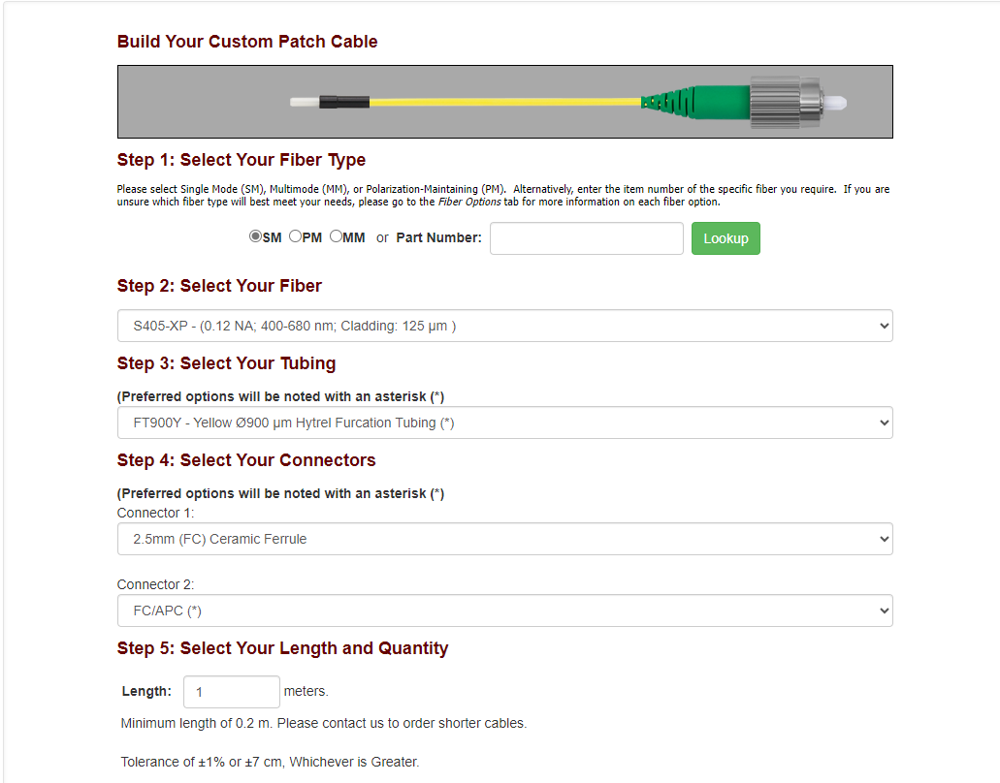 Build Your Custom Patch Cable
Step 1: Select Your Fiber Type
Please select Single Mode (SM), Multimode (MM), or Polarization-Maintaining (PM).  Alternatively, enter the item number of the specific fiber you require.  If you are
unsure which fiber type will best meet your needs, please go to the Fiber Options tab for more information on each fiber option.
SM PM MM or Part Number: Lookup
Step 2: Select Your Fiber
S405-XP - (0.12 NA; 400-680 nm; Cladding: 125 µm )
Step 3: Select Your Tubing
(Preferred options will be noted with an asterisk (*)
FT900Y - Yellow Ø900 µm Hytrel Furcation Tubing (*)
Step 4: Select Your Connectors
(Preferred options will be noted with an asterisk (*)
Connector 1:
2.5mm (FC) Ceramic Ferrule
Connector 2:
FC/APC (*)
Step 5: Select Your Length and Quantity
Length: 1 meters.
Minimum length of 0.2 m. Please contact us to order shorter cables.
Tolerance of ±1% or ±7 cm, Whichever is Greater.